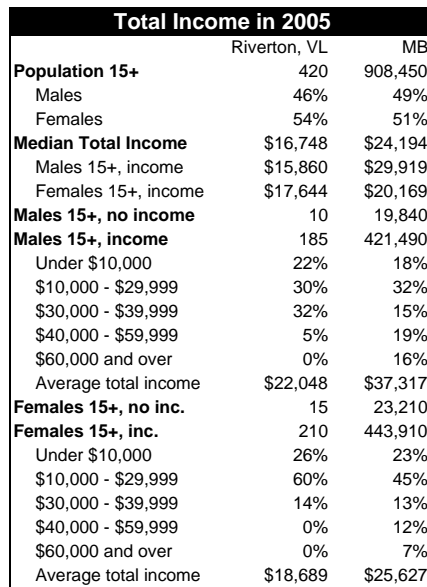 Total Income in 2005
Riverton, VL MB
Population 15+ 420 908,450
Males 46% 49%
Females 54% 51%
Median Total Income $16,748 $24,194
Males 15+, income $15,860 $29,919
Females 15+, income $17,644 $20,169
Males 15+, no income 10 19,840
Males 15+, income 185 421,490
Under $10,000 22% 18%
$10,000 - $29,999 30% 32%
$30,000 - $39,999 32% 15%
$40,000 - $59,999 5% 19%
$60,000 and over 0% 16%
Average total income $22,048 $37,317
Females 15+, no inc. 15 23,210
Females 15+, inc. 210 443,910
Under $10,000 26% 23%
$10,000 - $29,999 60% 45%
$30,000 - $39,999 14% 13%
$40,000 - $59,999 0% 12%
$60,000 and over 0% 7%
Average total income $18,689 $25,627